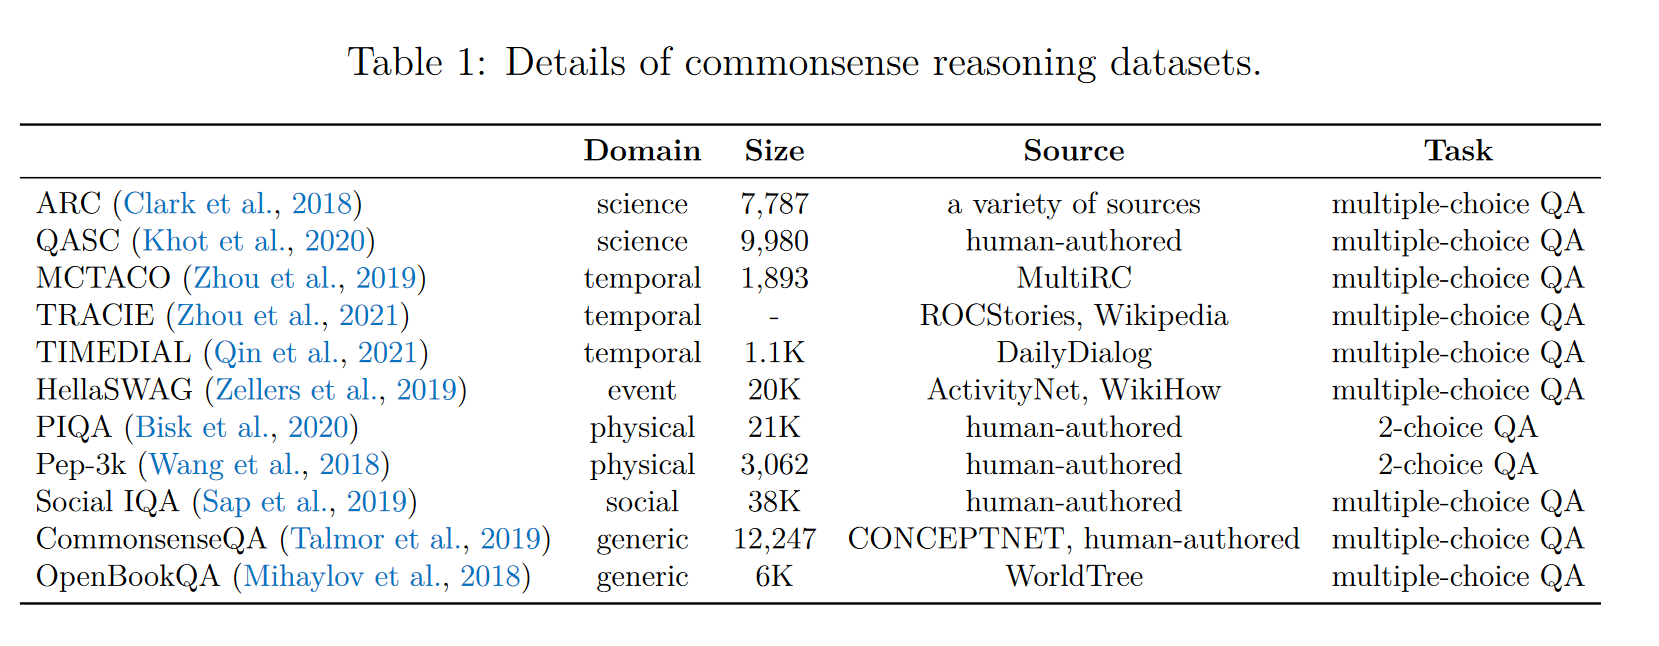 Table 1: Details of commonsense reasoning datasets.
Domain Size Source Task
ARC (Clark et al., 2018) science 7,787 a variety of sources multiple-choice QA
QASC (Khot et al., 2020) science 9,980 human-authored multiple-choice QA
MCTACO (Zhou et al., 2019) temporal 1,893 MultiRC multiple-choice QA
TRACIE (Zhou et al., 2021) temporal - ROCStories, Wikipedia multiple-choice QA
TIMEDIAL (Qin et al., 2021) temporal 1.1K DailyDialog multiple-choice QA
HellaSWAG (Zellers et al., 2019) event 20K ActivityNet, WikiHow multiple-choice QA
PIQA (Bisk et al., 2020) physical 21K human-authored 2-choice QA
Pep-3k (Wang et al., 2018) physical 3,062 human-authored 2-choice QA
Social IQA (Sap et al., 2019) social 38K human-authored multiple-choice QA
CommonsenseQA (Talmor et al., 2019) generic 12,247 CONCEPTNET, human-authored multiple-choice QA
OpenBookQA (Mihaylov et al., 2018) generic 6K WorldTree multiple-choice QA